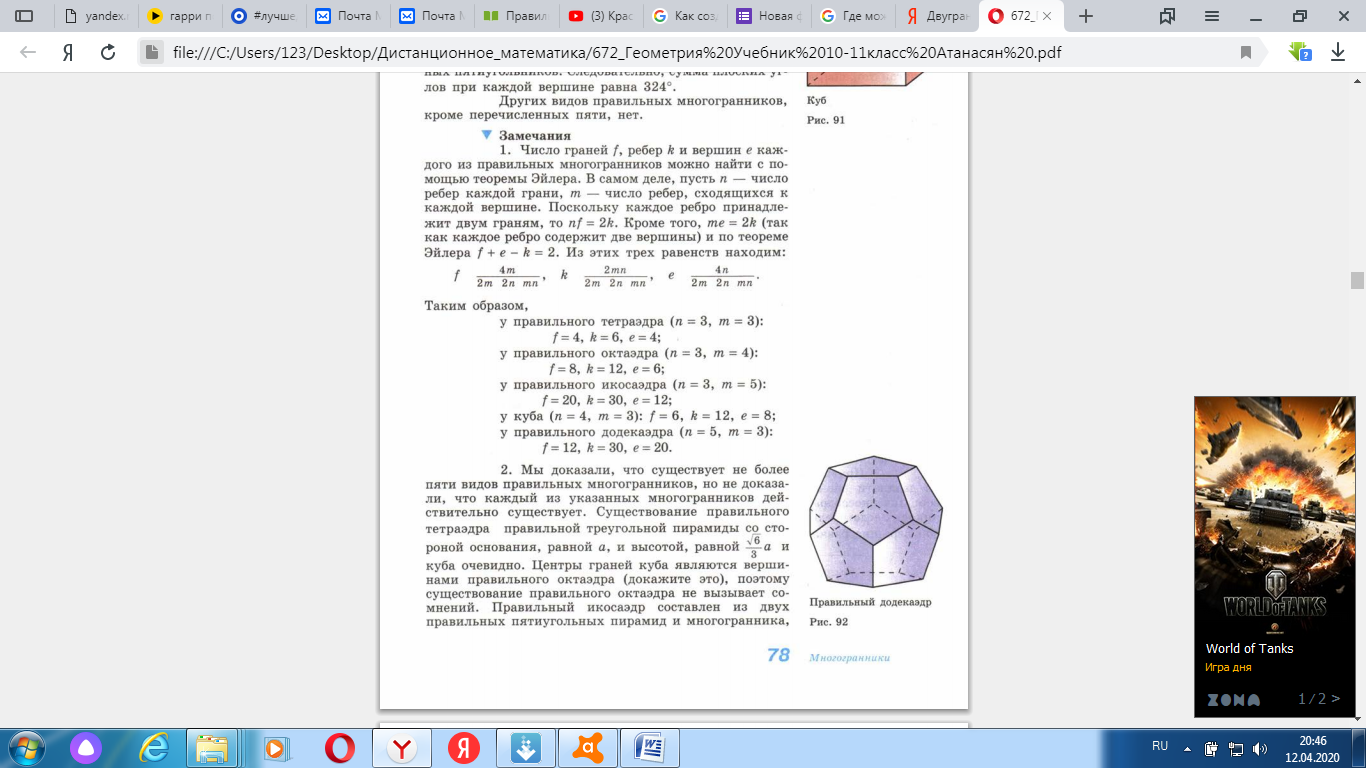 yandex.r
гарри п
#лучше.
Почта М
Почта М
Правил
(3) Крас
Как созд
Новая ф
Где мож
Двугран
672_Г
file:///C:/Users/123/Desktop/Дистанционное_математика/672_Геометрия%20Учебник%2010-11класс%20Атанасян%20.pdf
ных пятиугольников. Следовательно, сумма плоских уг-
лов при каждой вершине равна 324°.
Других видов правильных многогранников,
кроме перечисленных пяти, нет.
Куб
Рис. 91
Замечания
1. Число граней f, ребер k и вершин e каж-
дого из правильных многогранников можно найти с по-
мощью теоремы Эйлера. В самом деле, пусть n — число
ребер каждой грани, m — число ребер, сходящихся к
каждой вершине. Поскольку каждое ребро принадле-
жит двум граням, то nf = 2k. Кроме того, me = 2k (так
как каждое ребро содержит две вершины) и по теореме
Эйлера f + e − k = 2. Из этих трех равенств находим:
f 4m/(2m 2n mn), k 2mn/(2m 2n mn), e 4n/(2m 2n mn).
Таким образом,
у правильного тетраэдра (n = 3, m = 3):
f = 4, k = 6, e = 4;
у правильного октаэдра (n = 3, m = 4):
f = 8, k = 12, e = 6;
у правильного икосаэдра (n = 3, m = 5):
f = 20, k = 30, e = 12;
у куба (n = 4, m = 3): f = 6, k = 12, e = 8;
у правильного додекаэдра (n = 5, m = 3):
f = 12, k = 30, e = 20.
2. Мы доказали, что существует не более
пяти видов правильных многогранников, но не доказа-
ли, что каждый из указанных многогранников дей-
ствительно существует. Существование правильного
тетраэдра правильной треугольной пирамиды со сто-
роной основания, равной a, и высотой, равной √6/3 a и
куба очевидно. Центры граней куба являются верши-
нами правильного октаэдра (докажите это), поэтому
существование правильного октаэдра не вызывает со-
мнений. Правильный икосаэдр составлен из двух
правильных пятиугольных пирамид и многогранника,
Правильный додекаэдр
Рис. 92
78 Многогранники
WORLD OF TANKS
World of Tanks
Игра дня
ZONA
1 / 2 >
RU
20:46
12.04.2020